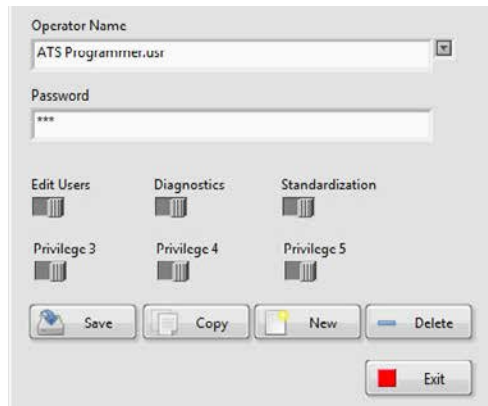 Operator Name
ATS Programmer.usr
Password
***
Edit Users Diagnostics Standardization
Privilege 3 Privilege 4 Privilege 5
Save Copy New Delete
Exit